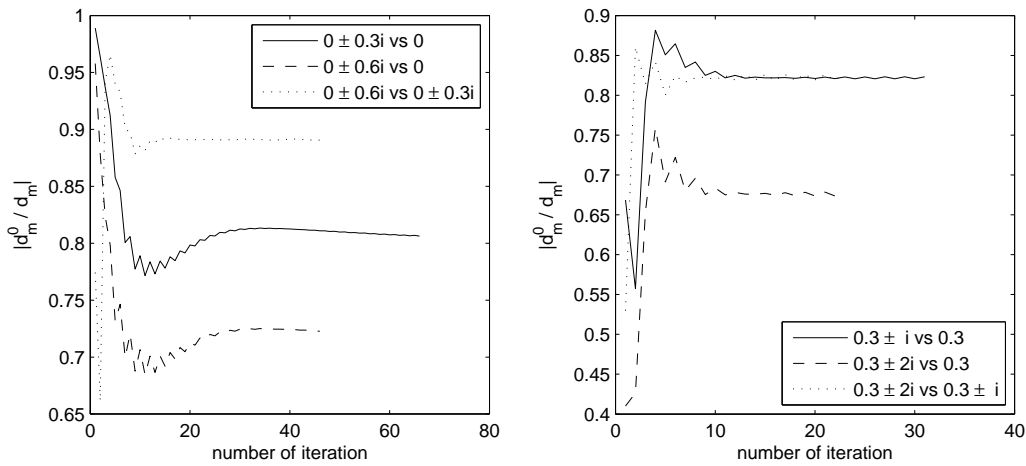 1
0.95
0.9
0.85
0.8
0.75
0.7
0.65
0
20
40
60
80
number of iteration
|d_m^0 / d_m|
0 ± 0.3i vs 0
0 ± 0.6i vs 0
0 ± 0.6i vs 0 ± 0.3i
0.9
0.85
0.8
0.75
0.7
0.65
0.6
0.55
0.5
0.45
0.4
0
10
20
30
40
number of iteration
|d_m^0 / d_m|
0.3 ± i vs 0.3
0.3 ± 2i vs 0.3
0.3 ± 2i vs 0.3 ± i